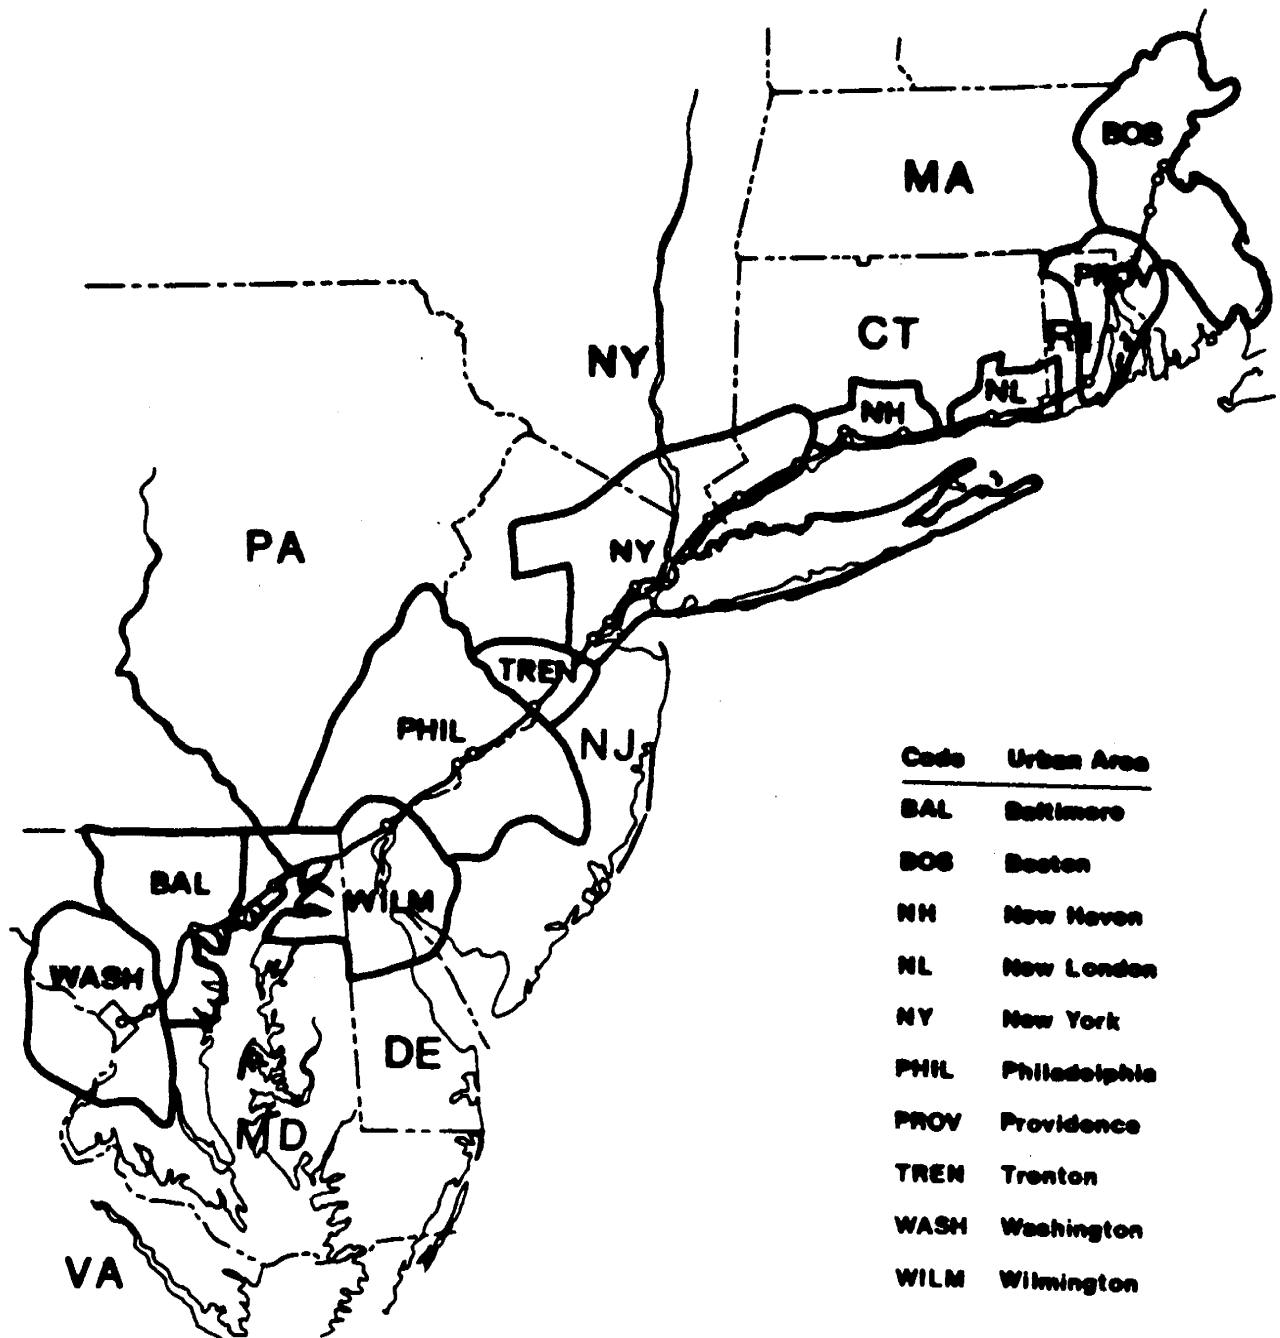 BOS
MA
PRO
CT
RI
NY
NL
NH
PA
NY
TREN
PHIL
NJ
Code Urban Area
BAL Baltimore
BOS Boston
NH New Haven
NL New London
NY New York
PHIL Philadelphia
PROV Providence
TREN Trenton
WASH Washington
WILM Wilmington
BAL
WILM
WASH
DE
MD
VA